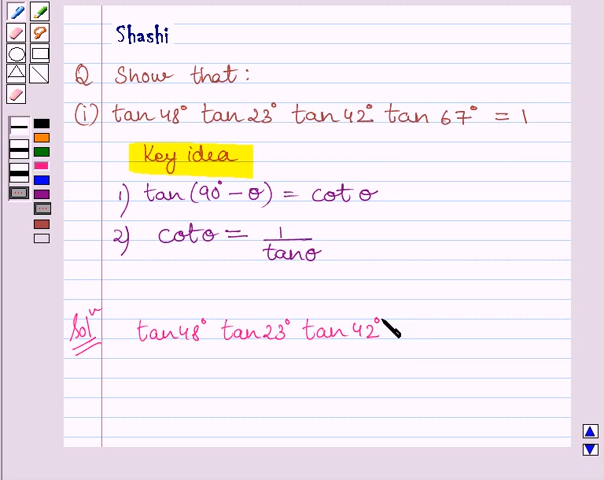 Shashi
Q Show that :
(i) tan 48° tan 23° tan 42° tan 67° = 1
Key idea
1) tan (90° - θ) = cot θ
2) cot θ = 1/tan θ
Solⁿ tan 48° tan 23° tan 42°